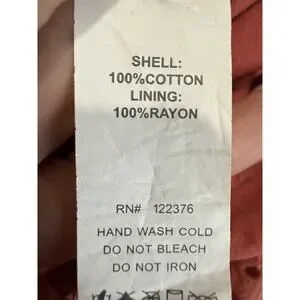 SHELL:
100%COTTON
LINING:
100%RAYON
RN# 122376
HAND WASH COLD
DO NOT BLEACH
DO NOT IRON